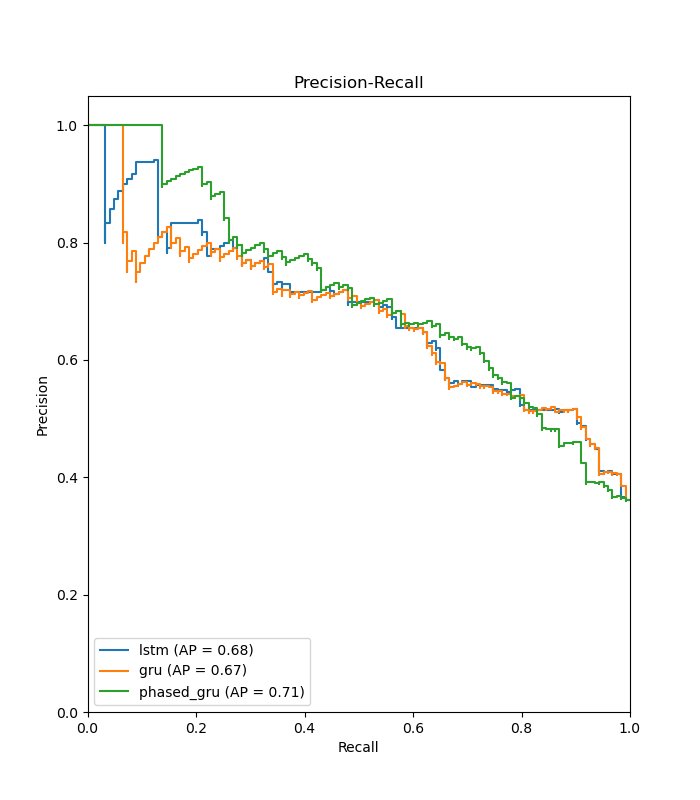 Precision-Recall
Precision
1.0
0.8
0.6
0.4
0.2
0.0
lstm (AP = 0.68)
gru (AP = 0.67)
phased_gru (AP = 0.71)
0.0 0.2 0.4 0.6 0.8 1.0
Recall